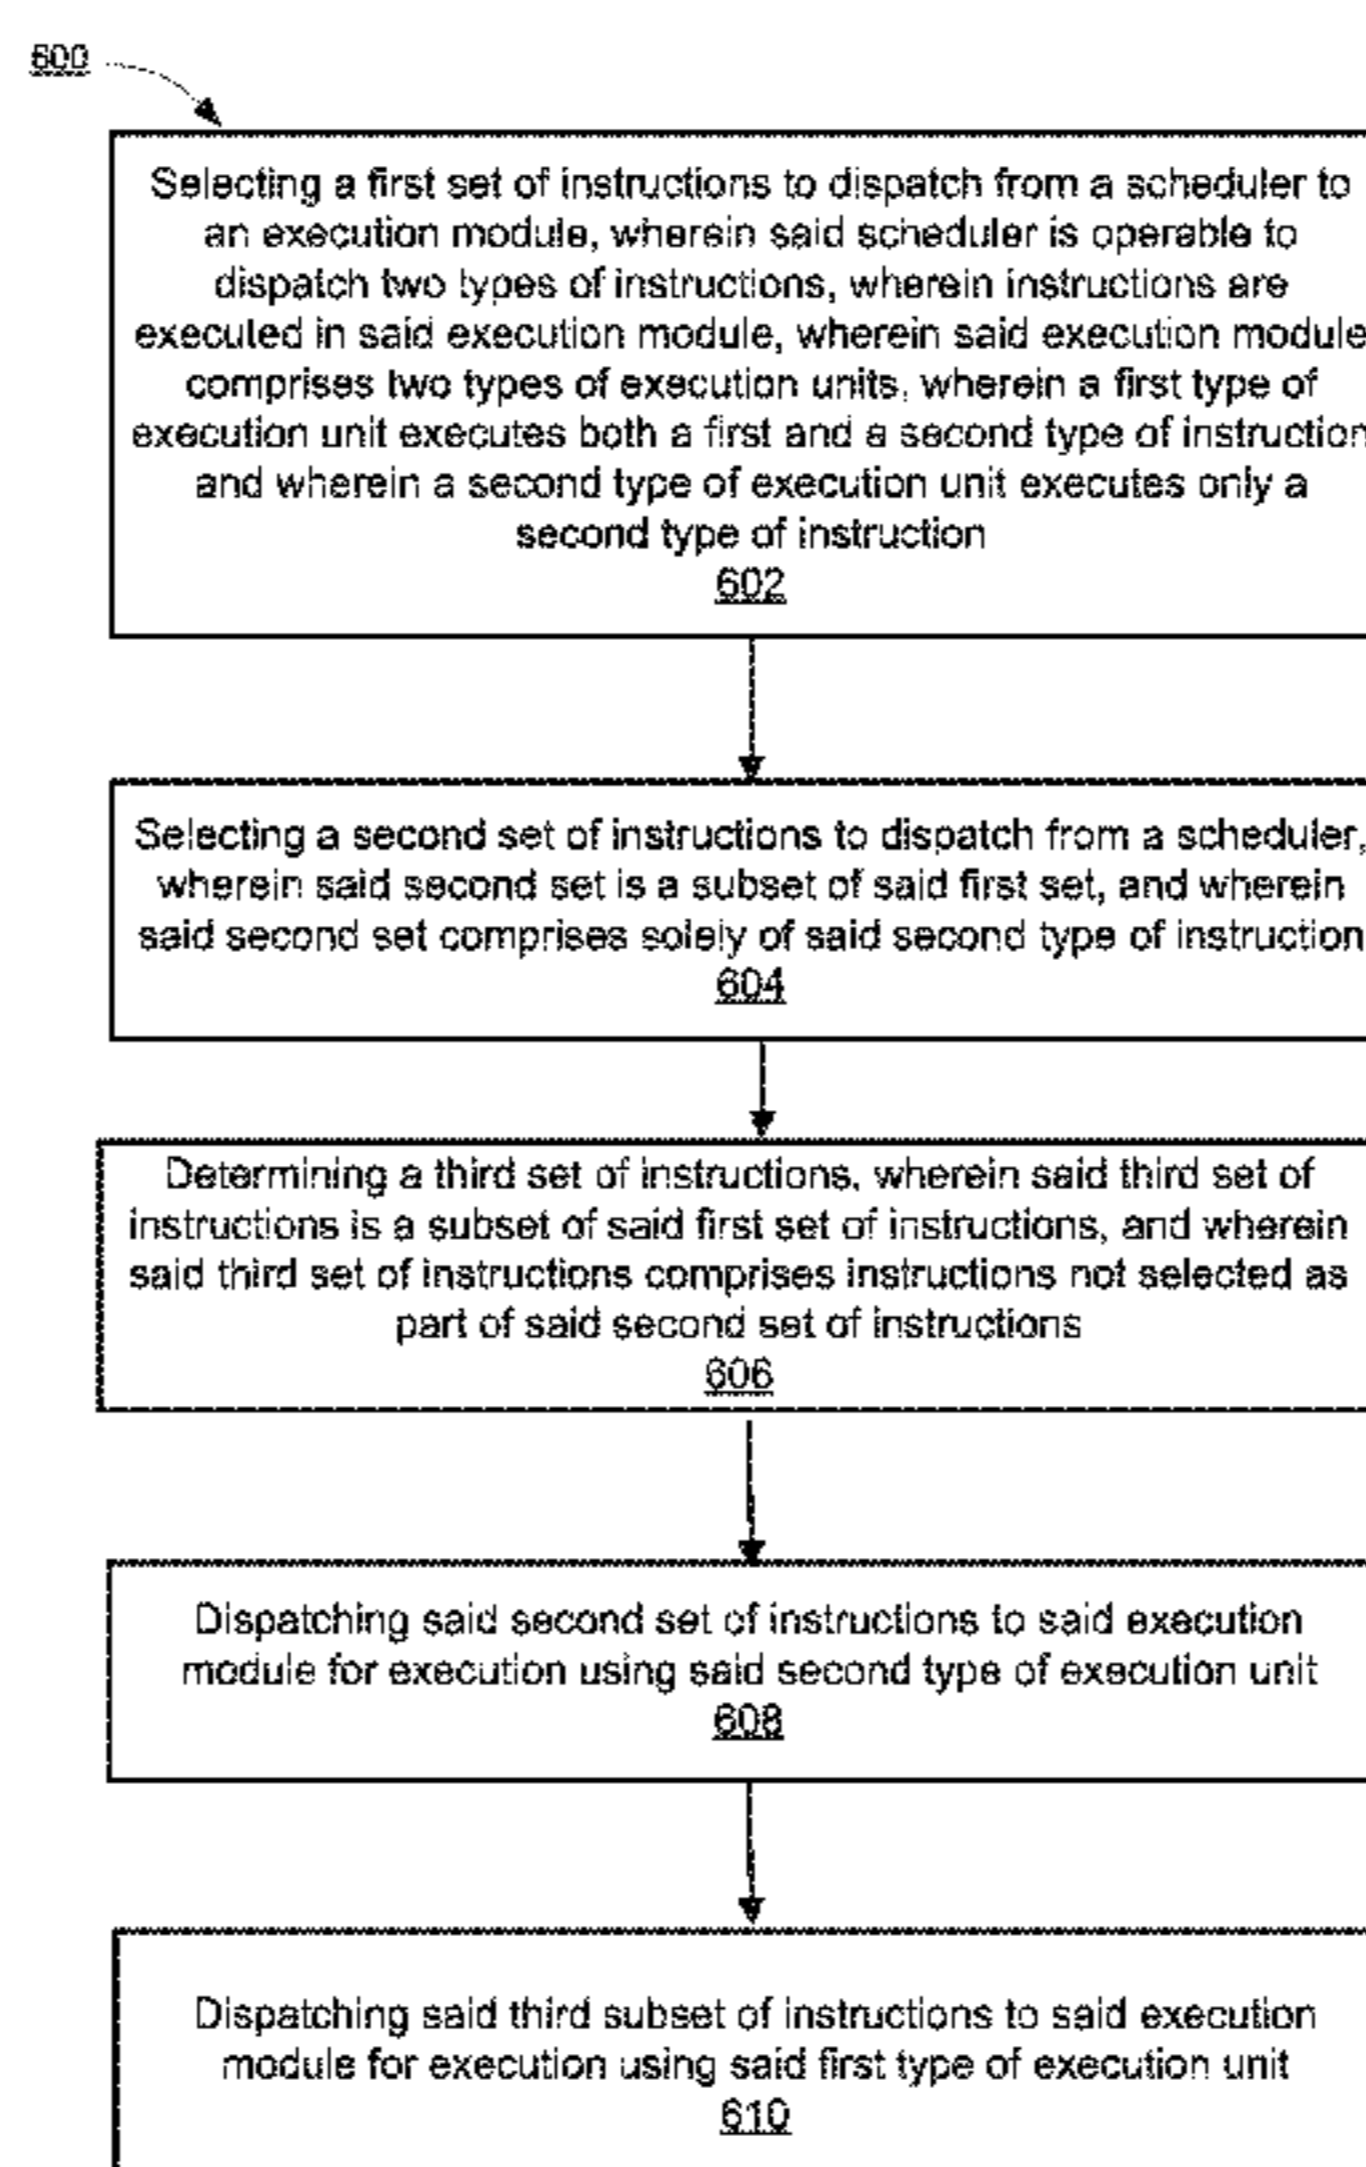 600
Selecting a first set of instructions to dispatch from a scheduler to
an execution module, wherein said scheduler is operable to
dispatch two types of instructions, wherein instructions are
executed in said execution module, wherein said execution module
comprises two types of execution units, wherein a first type of
execution unit executes both a first and a second type of instruction
and wherein a second type of execution unit executes only a
second type of instruction
602
Selecting a second set of instructions to dispatch from a scheduler,
wherein said second set is a subset of said first set, and wherein
said second set comprises solely of said second type of instruction
604
Determining a third set of instructions, wherein said third set of
instructions is a subset of said first set of instructions, and wherein
said third set of instructions comprises instructions not selected as
part of said second set of instructions
606
Dispatching said second set of instructions to said execution
module for execution using said second type of execution unit
608
Dispatching said third subset of instructions to said execution
module for execution using said first type of execution unit
610